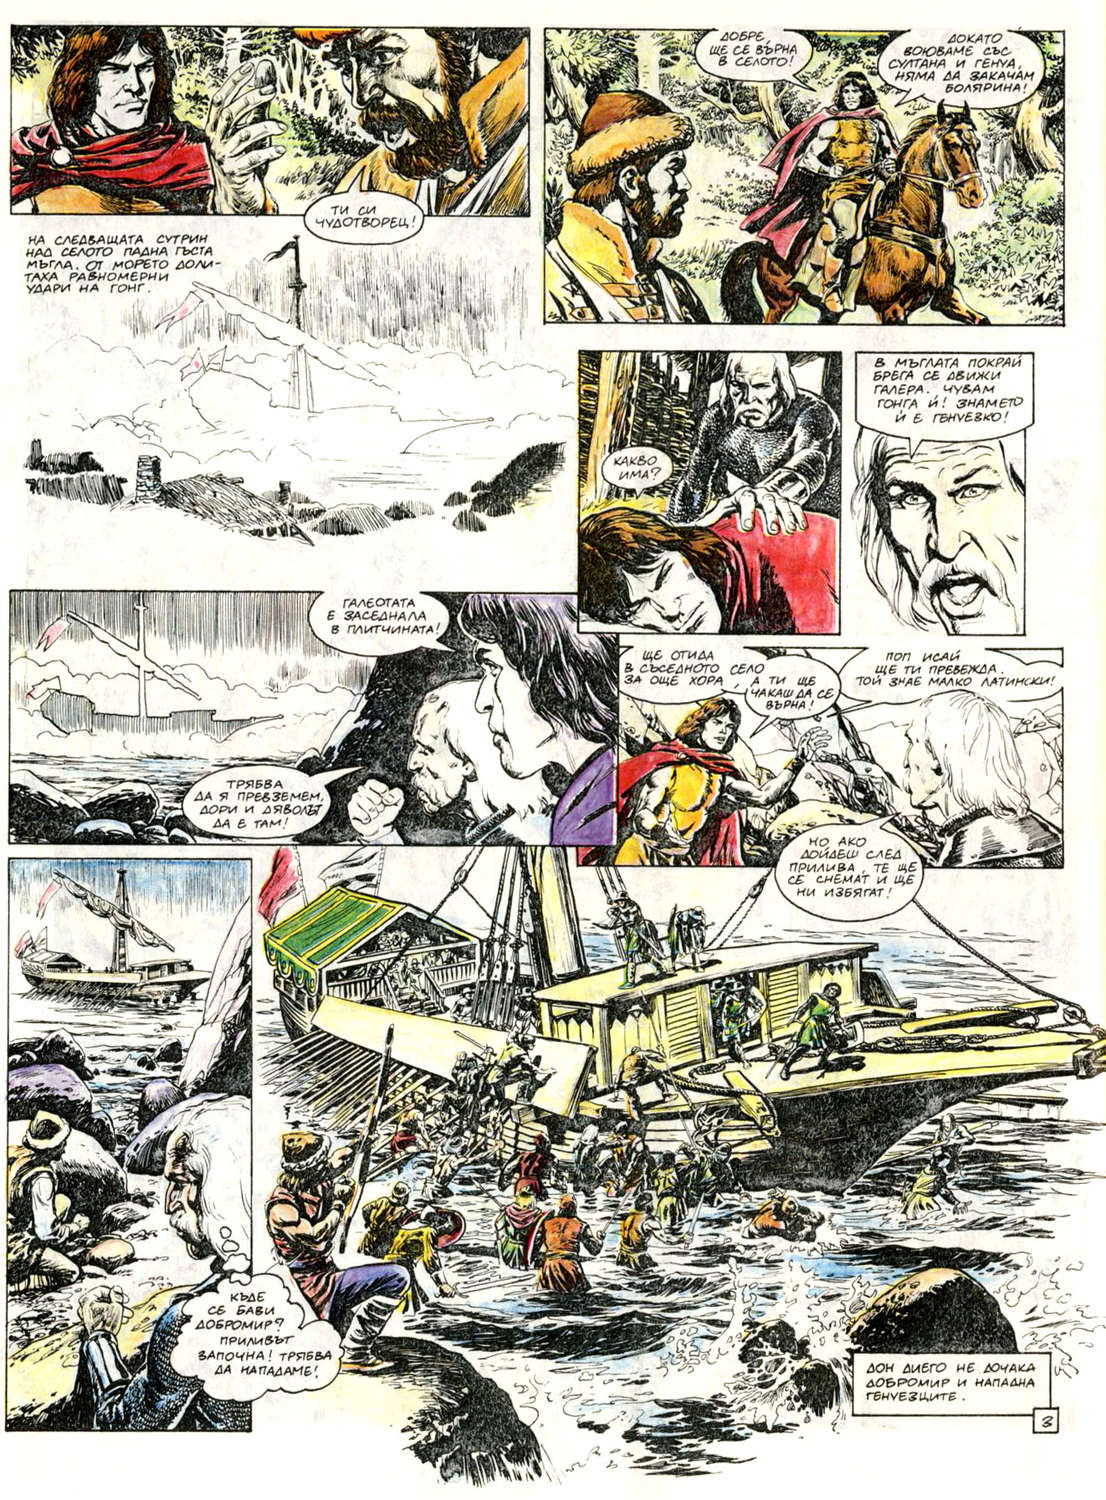 ТИ СИ
ЧУДОТВОРЕЦ!
ДОБРЕ,
ЩЕ СЕ ВЪРНА
В СЕЛОТО!
ДОКАТО
ВОЮВАМЕ СЪС
СУЛТАНА И ГЕНУА,
НЯМА ДА ЗАКАЧАМ
БОЛЯРИНА!
НА СЛЕДВАЩАТА СУТРИН
НАД СЕЛОТО ПАДНА ГЪСТА
МЪГЛА. ОТ МОРЕТО ДОЛИ-
ТАХА РАВНОМЕРНИ
УДАРИ НА ГОНГ.
КАКВО
ИМА?
В МЪГЛАТА ПОКРАЙ
БРЕГА СЕ ДВИЖИ
ГАЛЕРА. ЧУВАМ
ГОНГА Ѝ! ЗНАМЕТО
Ѝ Е ГЕНУЕЗКО!
ГАЛЕОТАТА
Е ЗАСЕДНАЛА
В ПЛИТЧИНАТА!
ТРЯБВА
ДА Я ПРЕВЗЕМЕМ,
ДОРИ И ДЯВОЛЪТ
ДА Е ТАМ!
ЩЕ ОТИДА
В СЪСЕДНОТО СЕЛО
ЗА ОЩЕ ХОРА, А ТИ ЩЕ
ЧАКАШ ДА СЕ
ВЪРНА!
ПОП ИСАЙ
ЩЕ ТИ ПРЕВЕЖДА.
ТОЙ ЗНАЕ МАЛКО ЛАТИНСКИ!
НО АКО
ДОЙДЕШ СЛЕД
ПРИЛИВА, ТЕ ЩЕ
СЕ СНЕМАТ И ЩЕ
НИ ИЗБЯГАТ!
КЪДЕ
СЕ БАВИ
ДОБРОМИР?
ПРИЛИВЪТ
ЗАПОЧНА! ТРЯБВА
ДА НАПАДАМЕ!
ДОН ДИЕГО НЕ ДОЧАКА
ДОБРОМИР И НАПАДНА
ГЕНУЕЗЦИТЕ.
3